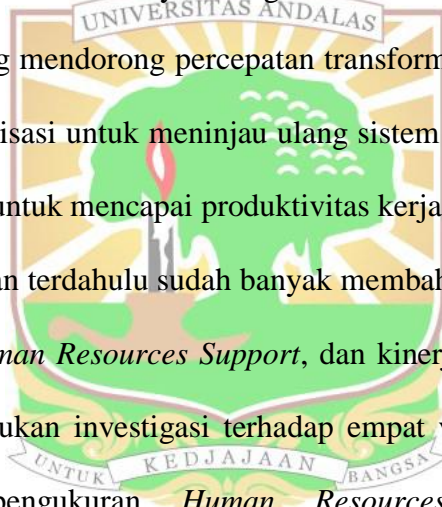 UNIVERSITAS ANDALAS
g mendorong percepatan transform
isasi untuk meninjau ulang sistem
untuk mencapai produktivitas kerja
an terdahulu sudah banyak membah
man Resources Support, dan kinerj
ukan investigasi terhadap empat v
UNTUK KEDJAJAAN BANGSA
pengukuran Human Resources